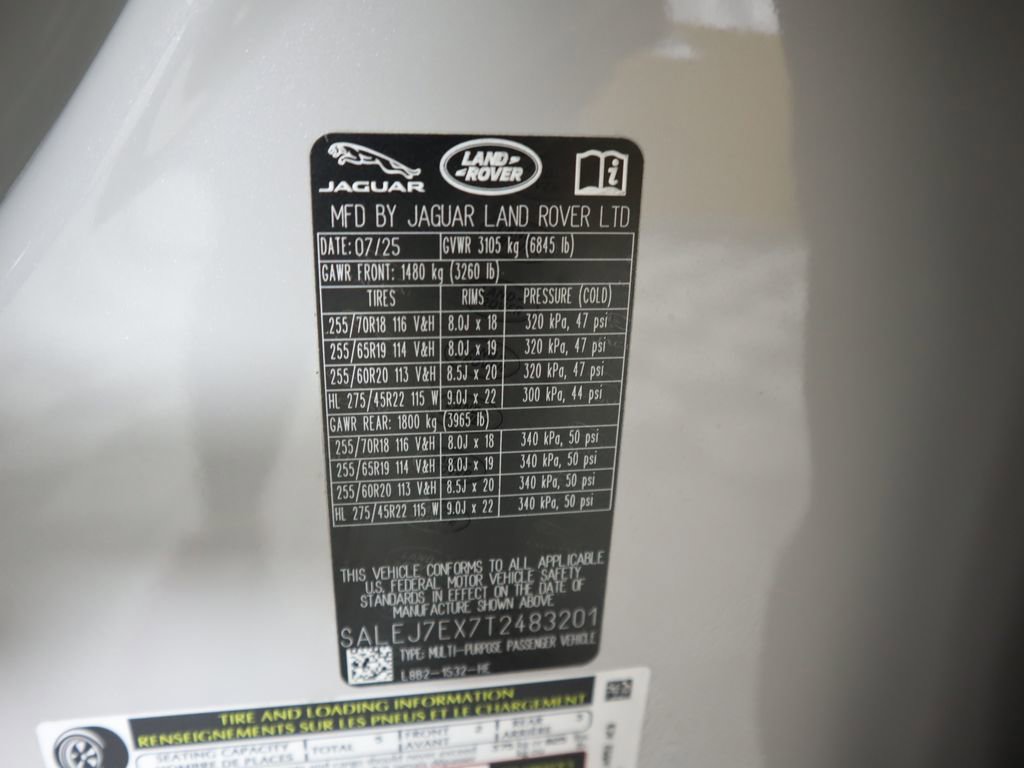 JAGUAR
LAND-
-ROVER
i
MFD BY JAGUAR LAND ROVER LTD
DATE: 07/25 GVWR 3105 kg (6845 lb)
GAWR FRONT: 1480 kg (3260 lb)
TIRES RIMS PRESSURE (COLD)
255/70R18 116 V&H 8.0J x 18 320 kPa, 47 psi
255/65R19 114 V&H 8.0J x 19 320 kPa, 47 psi
255/60R20 113 V&H 8.5J x 20 320 kPa, 47 psi
HL 275/45R22 115 W 9.0J x 22 300 kPa, 44 psi
GAWR REAR: 1800 kg (3965 lb)
255/70R18 116 V&H 8.0J x 18 340 kPa, 50 psi
255/65R19 114 V&H 8.0J x 19 340 kPa, 50 psi
255/60R20 113 V&H 8.5J x 20 340 kPa, 50 psi
HL 275/45R22 115 W 9.0J x 22 340 kPa, 50 psi
THIS VEHICLE CONFORMS TO ALL APPLICABLE
U.S. FEDERAL MOTOR VEHICLE SAFETY
STANDARDS IN EFFECT ON THE DATE OF
MANUFACTURE SHOWN ABOVE
SALEJ7EX7T2483201
TYPE: MULTI-PURPOSE PASSENGER VEHICLE
L8B2-1532-HE
TIRE AND LOADING INFORMATION
RENSEIGNEMENTS SUR LES PNEUS ET LE CHARGEMENT
SEATING CAPACITY TOTAL 5 FRONT 2 REAR 3
NOMBRE DE PLACES AVANT ARRIÈRE